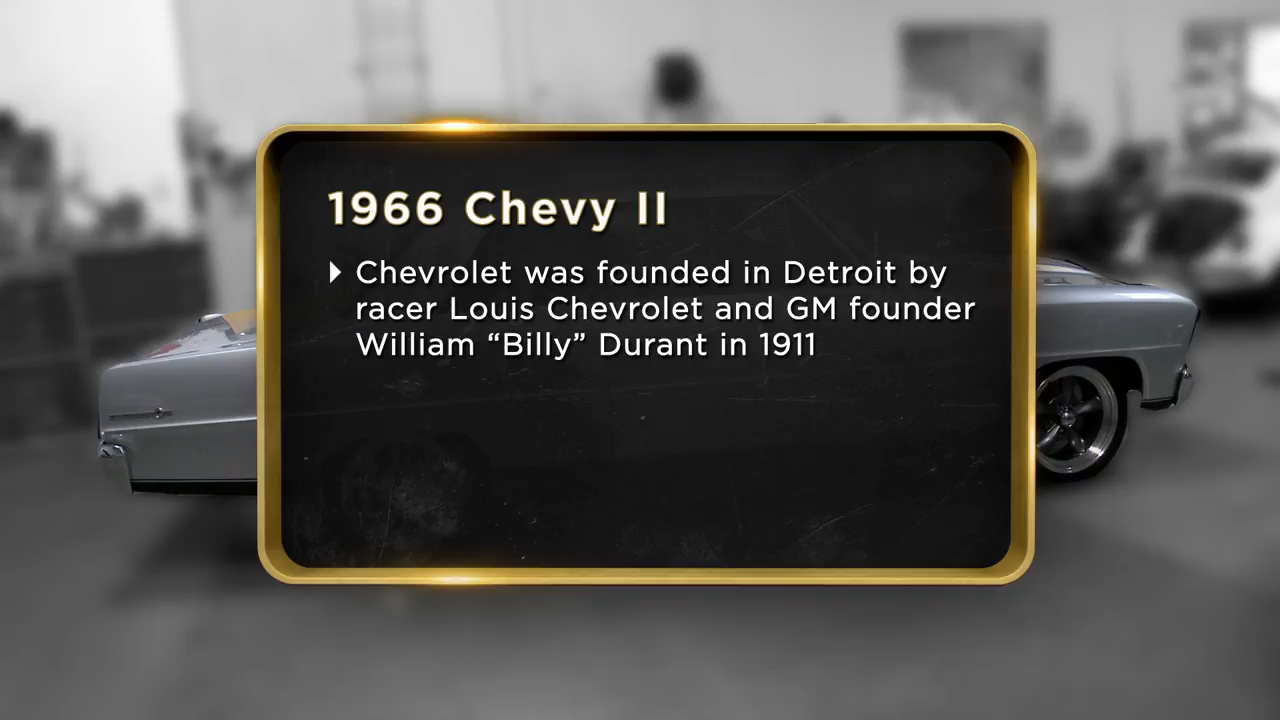 1966 Chevy II
Chevrolet was founded in Detroit by
racer Louis Chevrolet and GM founder
William “Billy” Durant in 1911